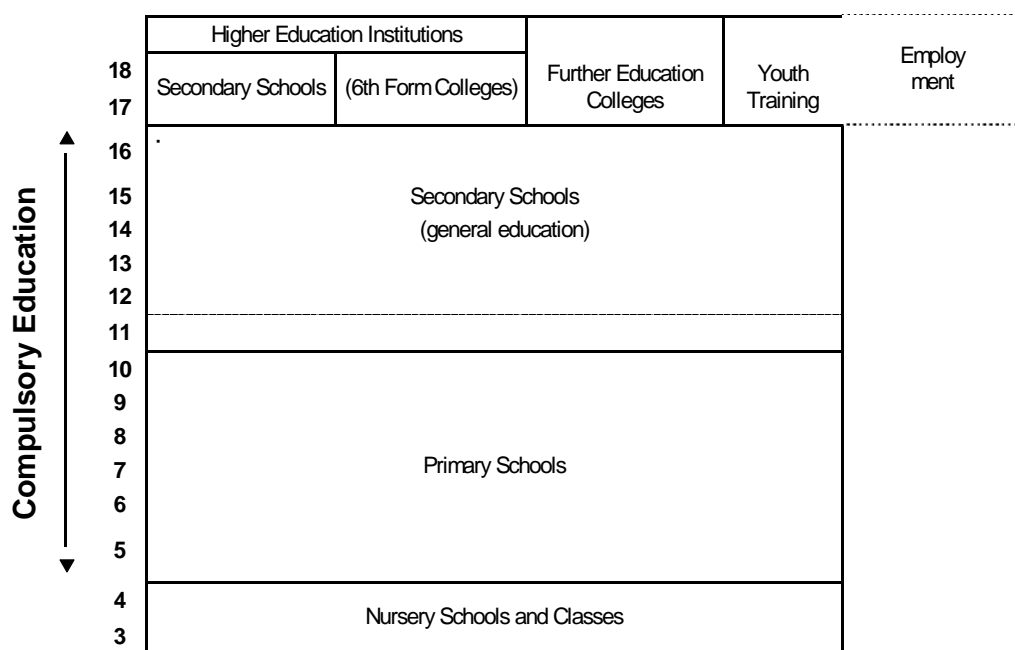 Higher Education Institutions
18
Secondary Schools
(6th Form Colleges)
Further Education
Colleges
Youth
Training
Employ
ment
17
Compulsory Education
16
15
Secondary Schools
14
(general education)
13
12
11
10
9
8
7
Primary Schools
6
5
4
Nursery Schools and Classes
3